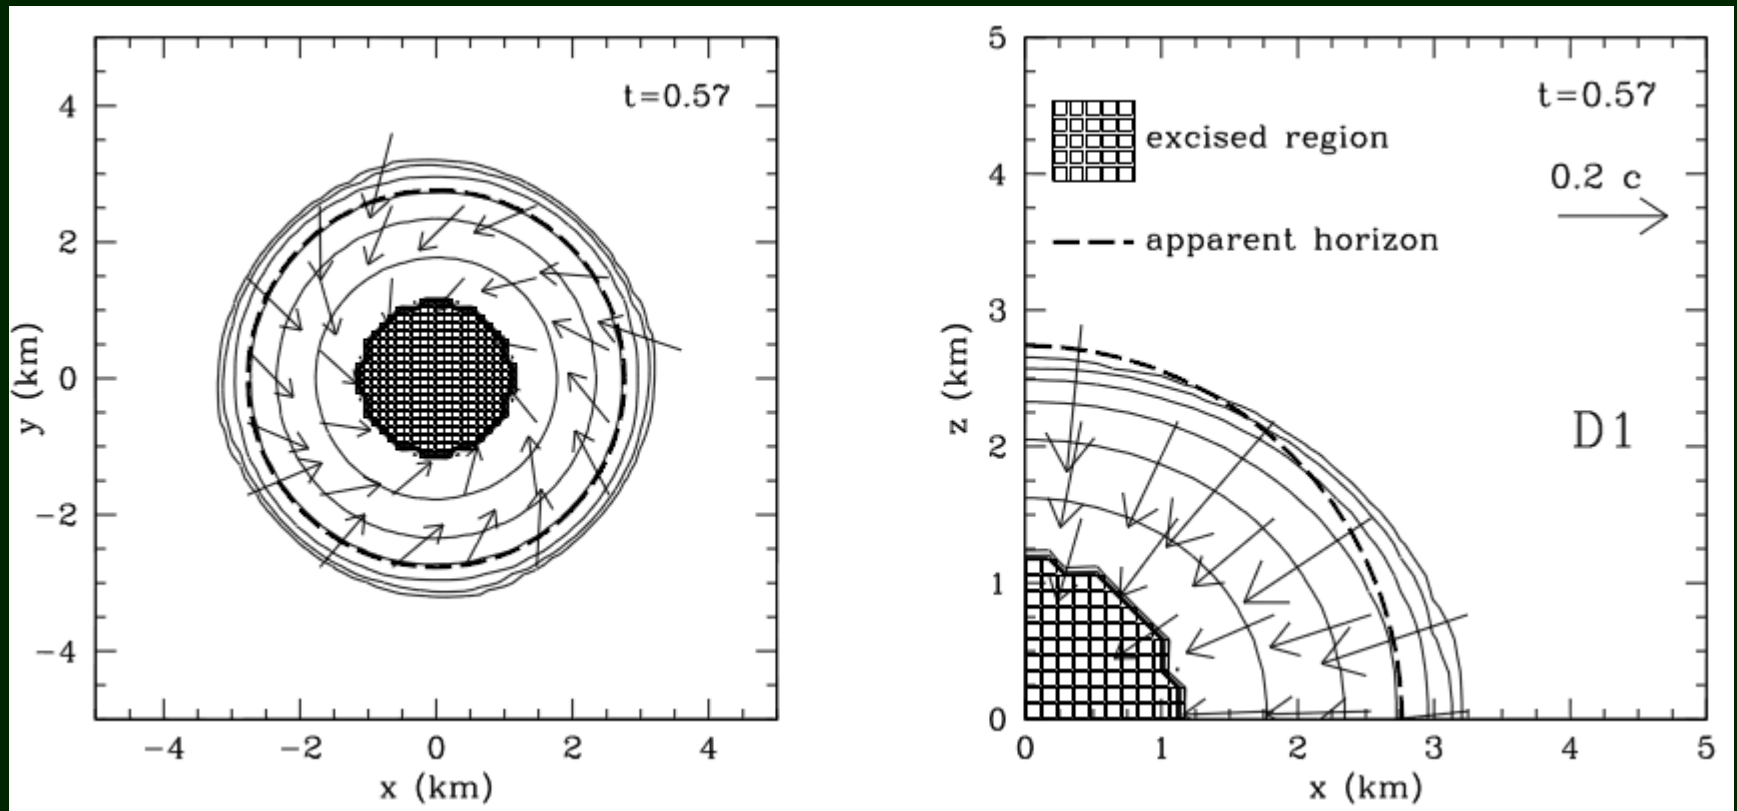 t=0.57
4
2
0
−2
−4
y (km)
−4 −2 0 2 4
x (km)
5
4
3
2
1
0
z (km)
t=0.57
excised region
0.2 c
apparent horizon
D1
0 1 2 3 4 5
x (km)